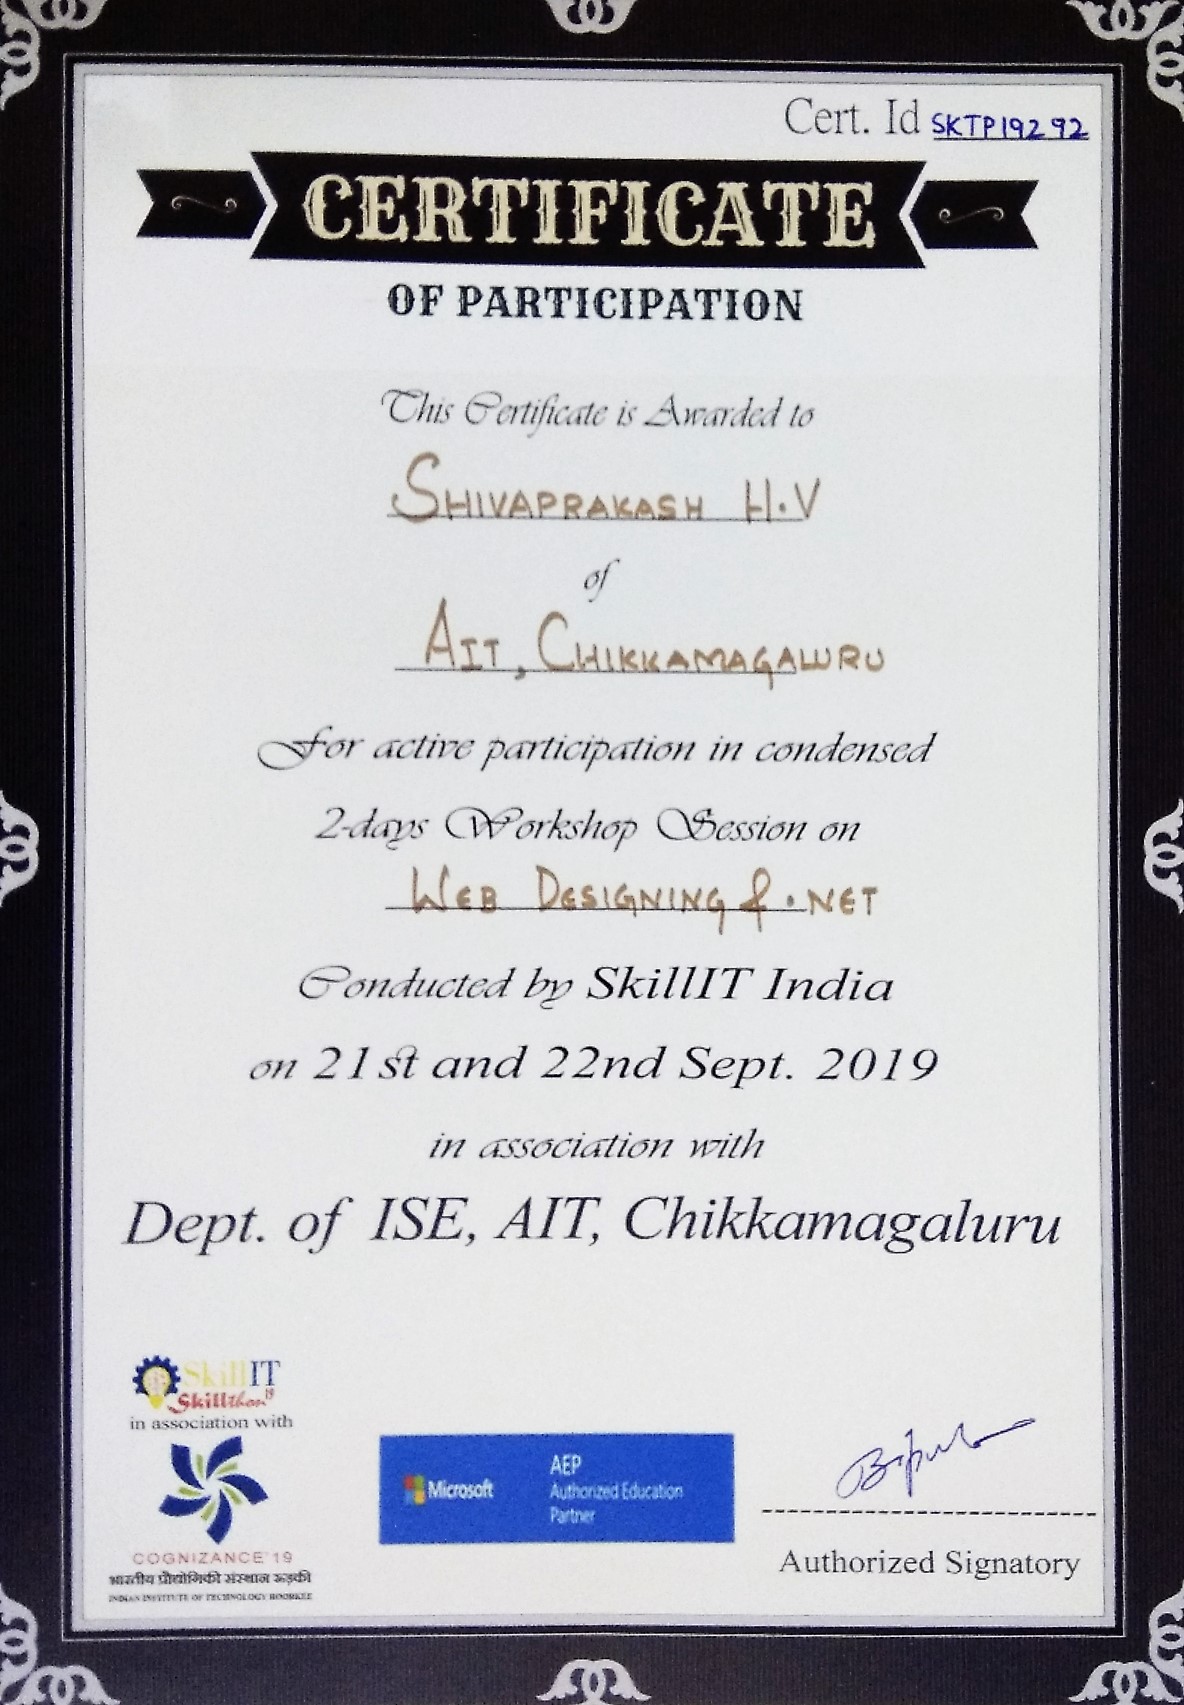 Cert. Id SKTP19292
CERTIFICATE
OF PARTICIPATION
This Certificate is Awarded to
SHIVAPRAKASH H.V
of
AIT, CHIKKAMAGALURU
For active participation in condensed
2-days Workshop Session on
WEB DESIGNING & .NET
Conducted by SkillIT India
on 21st and 22nd Sept. 2019
in association with
Dept. of ISE, AIT, Chikkamagaluru
SkillIT
Skillthon'19
in association with
COGNIZANCE'19
भारतीय प्रौद्योगिकी संस्थान रूड़की
INDIAN INSTITUTE OF TECHNOLOGY ROORKEE
Microsoft
AEP
Authorized Education
Partner
Authorized Signatory